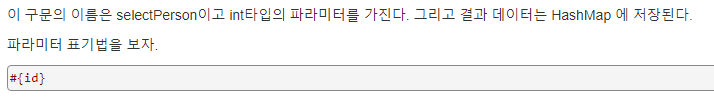 이 구문의 이름은 selectPerson이고 int타입의 파라미터를 가진다. 그리고 결과 데이터는 HashMap 에 저장된다.
파라미터 표기법을 보자.
#{id}